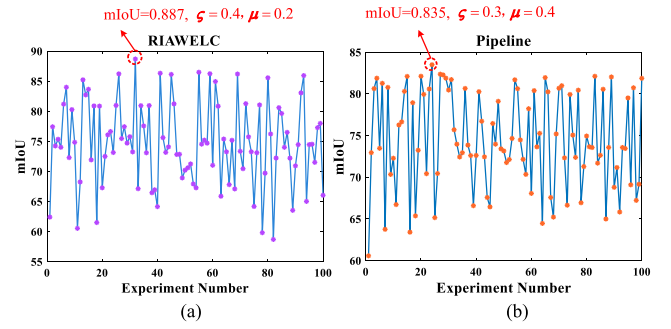 mIoU=0.887, ς = 0.4, μ = 0.2
RIAWELC
90
85
80
75
70
65
60
55
mIoU
0
20
40
60
80
100
Experiment Number
(a)
mIoU=0.835, ς = 0.3, μ = 0.4
Pipeline
85
80
75
70
65
60
mIoU
0
20
40
60
80
100
Experiment Number
(b)